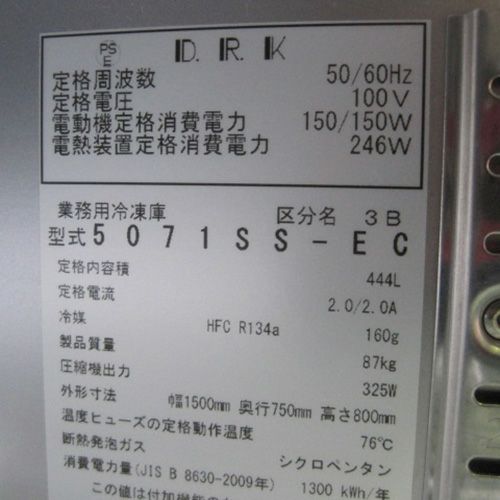 PS E D.R.K
定格周波数 50/60Hz
定格電圧 100V
電動機定格消費電力 150/150W
電熱装置定格消費電力 246W
業務用冷凍庫 区分名 3B
型式 5071SS-EC
定格内容積 444L
定格電流 2.0/2.0A
冷媒 HFC R134a 160g
製品質量 87kg
圧縮機出力 325W
外形寸法 幅1500mm 奥行750mm 高さ800mm
温度ヒューズの定格動作温度 76℃
断熱発泡ガス シクロペンタン
消費電力量(JIS B 8630-2009年) 1300 kWh/年
この値は付加機能の